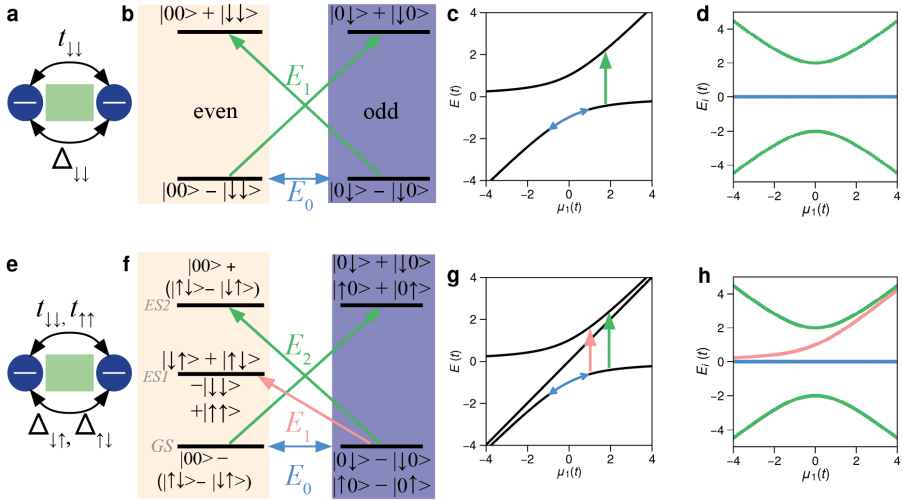 a
t↓↓
Δ↓↓
b
|00> + |↓↓>
|0↓> + |↓0>
E1
even
odd
|00> − |↓↓>
E0
|0↓> − |↓0>
c
E (t)
4
2
0
−2
−4
−4 −2 0 2 4
μ1(t)
d
Ei (t)
4
2
0
−2
−4
−4 −2 0 2 4
μ1(t)
e
t↓↓, t↑↑
Δ↓↑, Δ↑↓
f
|00> +
(|↑↓> − |↓↑>)
ES2
|0↓> + |↓0>
|↑0> + |0↑>
E2
|↓↑> + |↑↓>
ES1
−|↓↓>
+|↑↑>
E1
GS
|00> −
(|↑↓> − |↓↑>)
E0
|0↓> − |↓0>
|↑0> − |0↑>
g
E (t)
4
2
0
−2
−4
−4 −2 0 2 4
μ1(t)
h
Ei (t)
4
2
0
−2
−4
−4 −2 0 2 4
μ1(t)